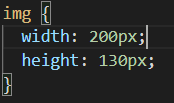 img {
  width: 200px;
  height: 130px;
}